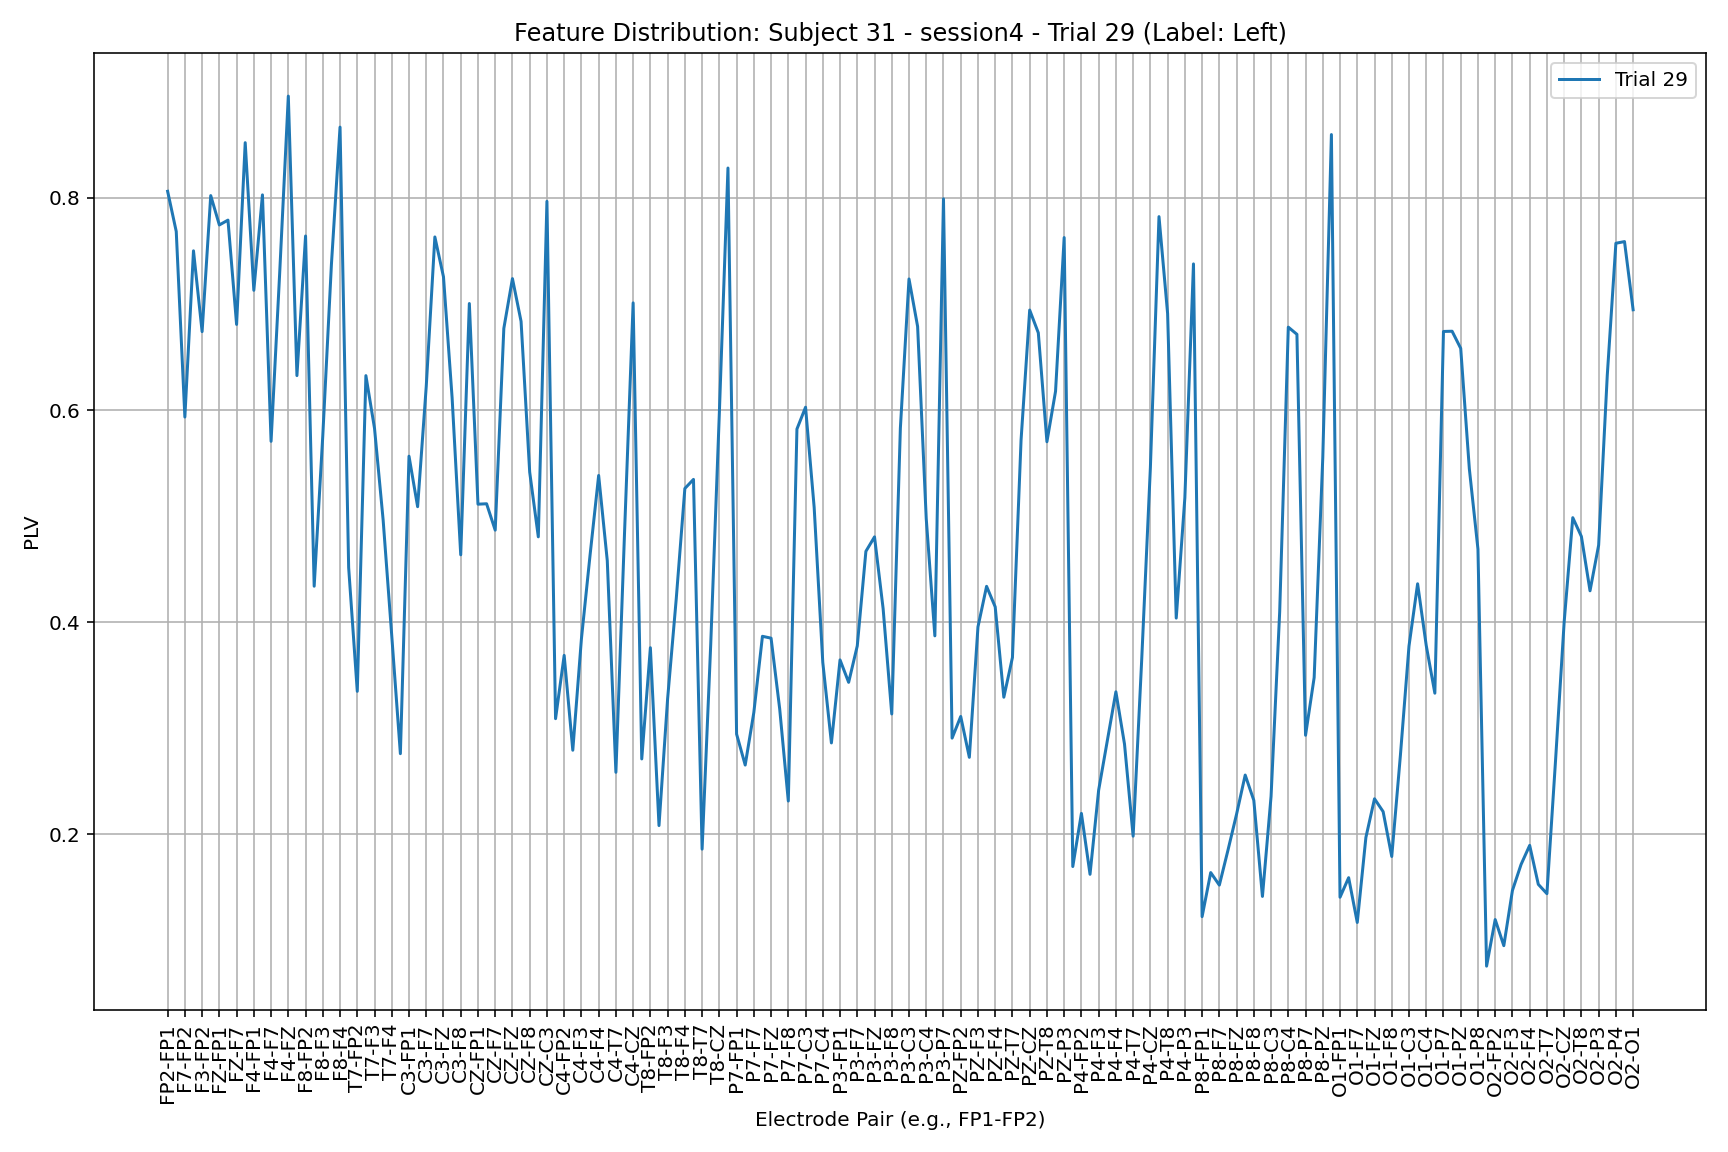 Feature Distribution: Subject 31 - session4 - Trial 29 (Label: Left)
Trial 29
PLV
0.8
0.6
0.4
0.2
FP2-FP1
F7-FP2
F3-FP2
FZ-FP1
FZ-F7
F4-FP1
F4-F7
F4-FZ
F8-FP2
F8-F3
F8-F4
T7-FP2
T7-F3
T7-F4
C3-FP1
C3-F7
C3-FZ
C3-F8
CZ-FP1
CZ-F7
CZ-FZ
CZ-F8
CZ-C3
C4-FP2
C4-F3
C4-F4
C4-T7
C4-CZ
T8-FP2
T8-F3
T8-F4
T8-T7
T8-CZ
P7-FP1
P7-F7
P7-FZ
P7-F8
P7-C3
P7-C4
P3-FP1
P3-F7
P3-FZ
P3-F8
P3-C3
P3-C4
P3-P7
PZ-FP2
PZ-F3
PZ-F4
PZ-T7
PZ-CZ
PZ-T8
PZ-P3
P4-FP2
P4-F3
P4-F4
P4-T7
P4-CZ
P4-T8
P4-P3
P8-FP1
P8-F7
P8-FZ
P8-F8
P8-C3
P8-C4
P8-P7
P8-PZ
O1-FP1
O1-F7
O1-FZ
O1-F8
O1-C3
O1-C4
O1-P7
O1-PZ
O1-P8
O2-FP2
O2-F3
O2-F4
O2-T7
O2-CZ
O2-T8
O2-P3
O2-P4
O2-O1
Electrode Pair (e.g., FP1-FP2)